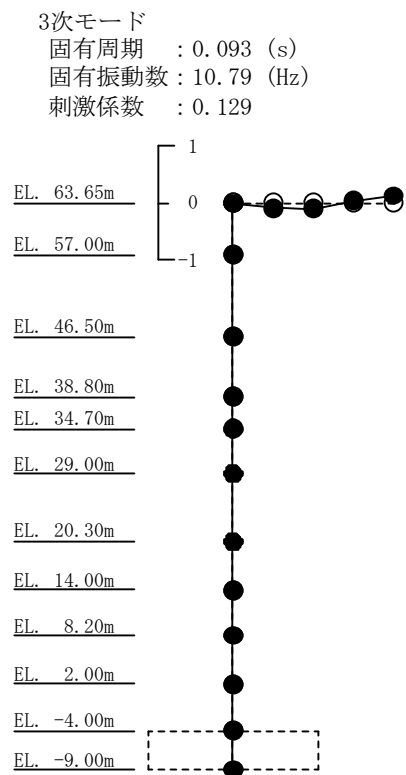 3次モード
固有周期 : 0.093 (s)
固有振動数 : 10.79 (Hz)
刺激係数 : 0.129
1
EL. 63.65m
0
EL. 57.00m
-1
EL. 46.50m
EL. 38.80m
EL. 34.70m
EL. 29.00m
EL. 20.30m
EL. 14.00m
EL. 8.20m
EL. 2.00m
EL. -4.00m
EL. -9.00m